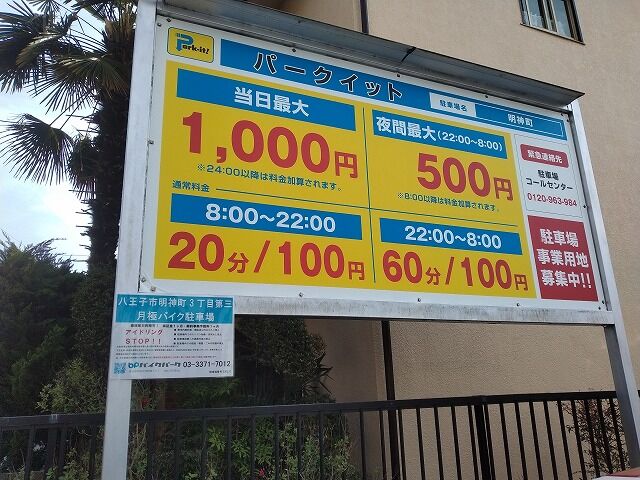 Park-it!
パークイット
駐車場名
明神町
当日最大
1,000円
※24:00以降は料金加算されます。
夜間最大(22:00~8:00)
500円
※8:00以降は料金加算されます。
通常料金
8:00~22:00
20分/100円
22:00~8:00
60分/100円
緊急連絡先
駐車場
コールセンター
0120-963-984
駐車場
事業用地
募集中!!
八王子市明神町3丁目第三
月極バイク駐車場
アイドリング
STOP!!
バイクパーク 03-3371-7012